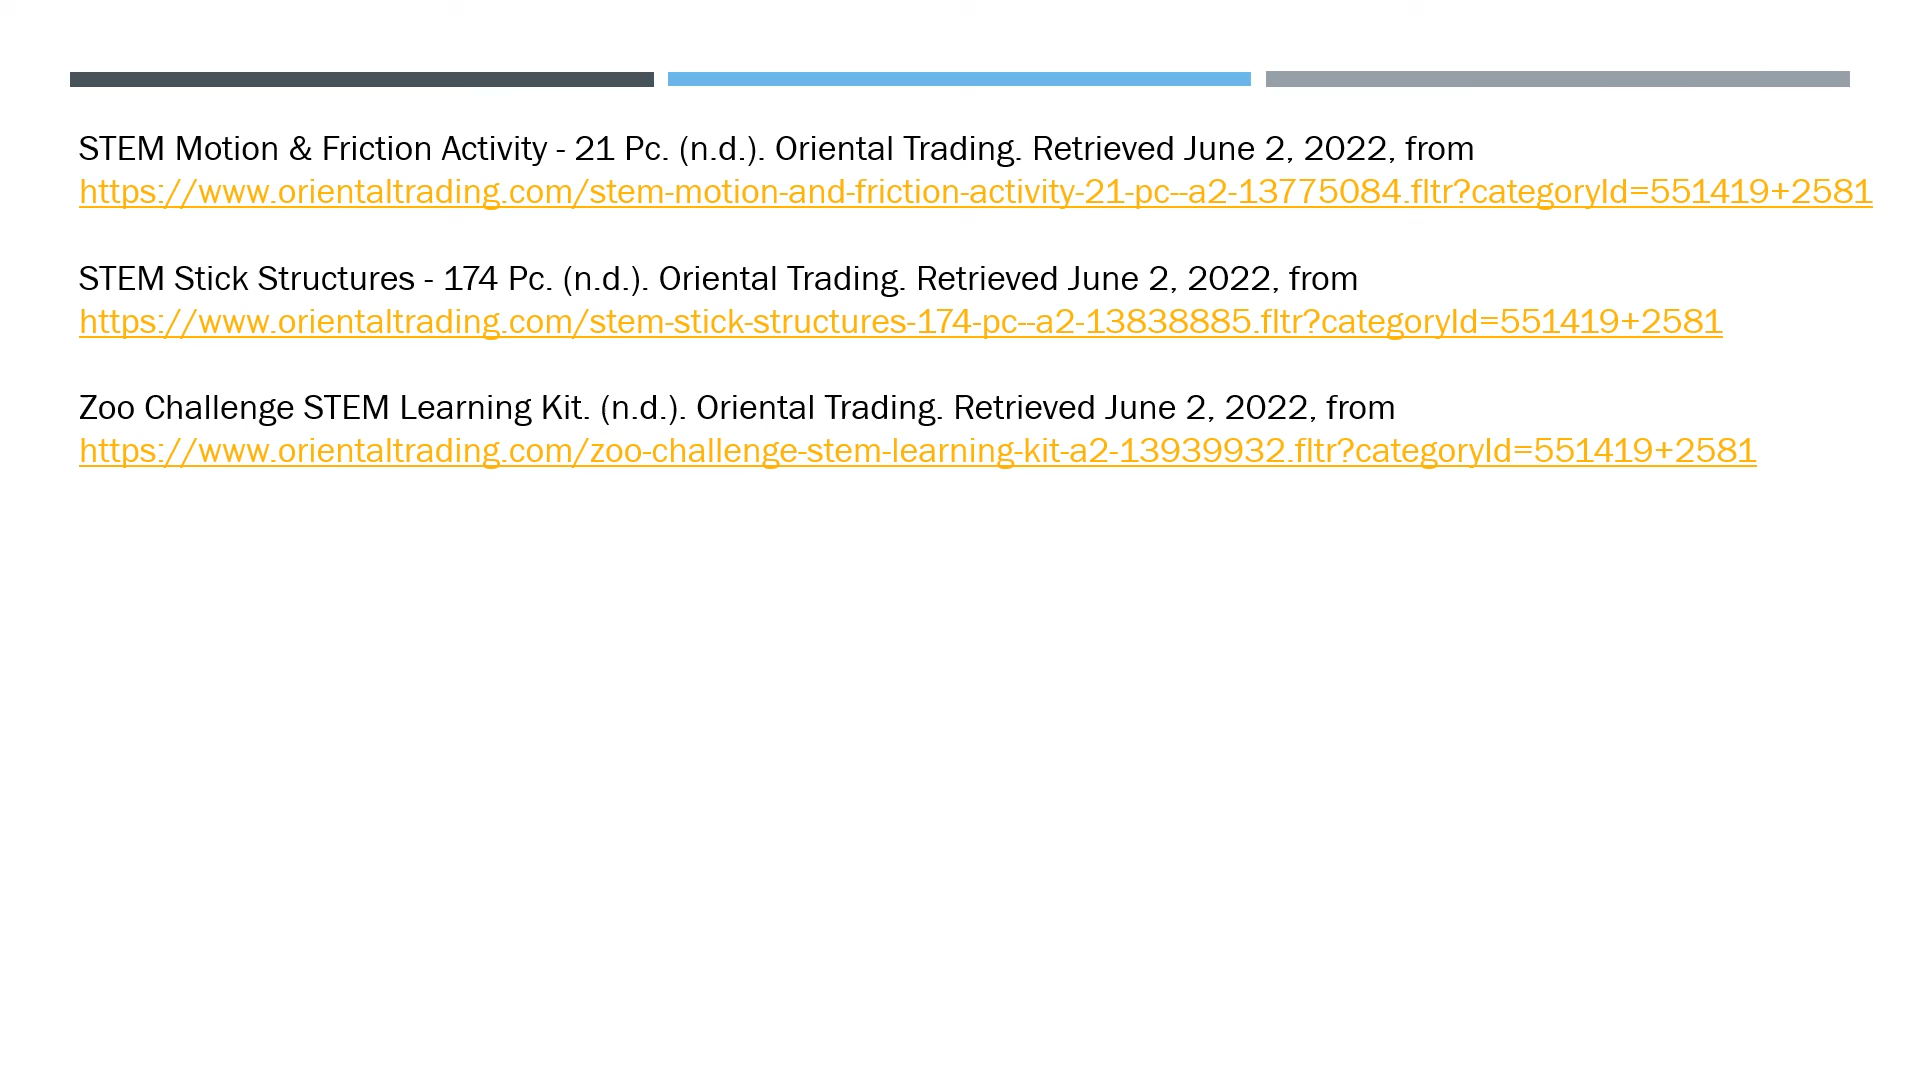 STEM Motion & Friction Activity - 21 Pc. (n.d.). Oriental Trading. Retrieved June 2, 2022, from
https://www.orientaltrading.com/stem-motion-and-friction-activity-21-pc--a2-13775084.fltr?categoryId=551419+2581
STEM Stick Structures - 174 Pc. (n.d.). Oriental Trading. Retrieved June 2, 2022, from
https://www.orientaltrading.com/stem-stick-structures-174-pc--a2-13838885.fltr?categoryId=551419+2581
Zoo Challenge STEM Learning Kit. (n.d.). Oriental Trading. Retrieved June 2, 2022, from
https://www.orientaltrading.com/zoo-challenge-stem-learning-kit-a2-13939932.fltr?categoryId=551419+2581